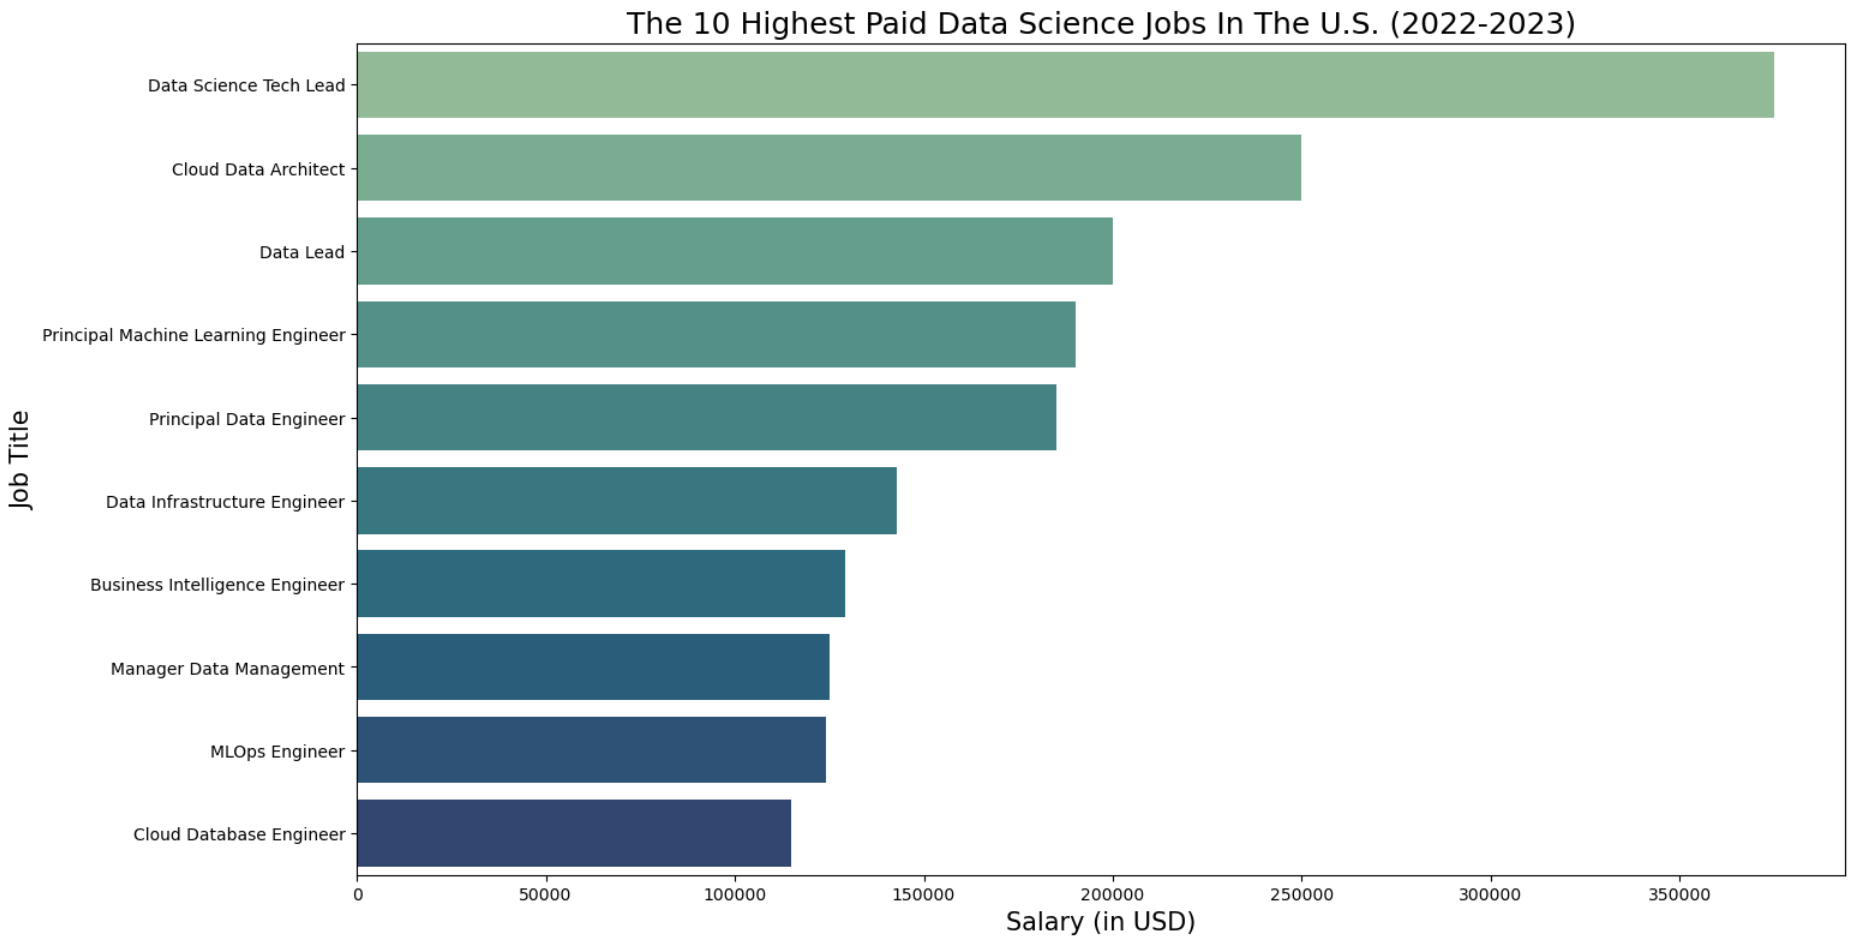 The 10 Highest Paid Data Science Jobs In The U.S. (2022-2023)
Job Title
Data Science Tech Lead
Cloud Data Architect
Data Lead
Principal Machine Learning Engineer
Principal Data Engineer
Data Infrastructure Engineer
Business Intelligence Engineer
Manager Data Management
MLOps Engineer
Cloud Database Engineer
0 50000 100000 150000 200000 250000 300000 350000
Salary (in USD)